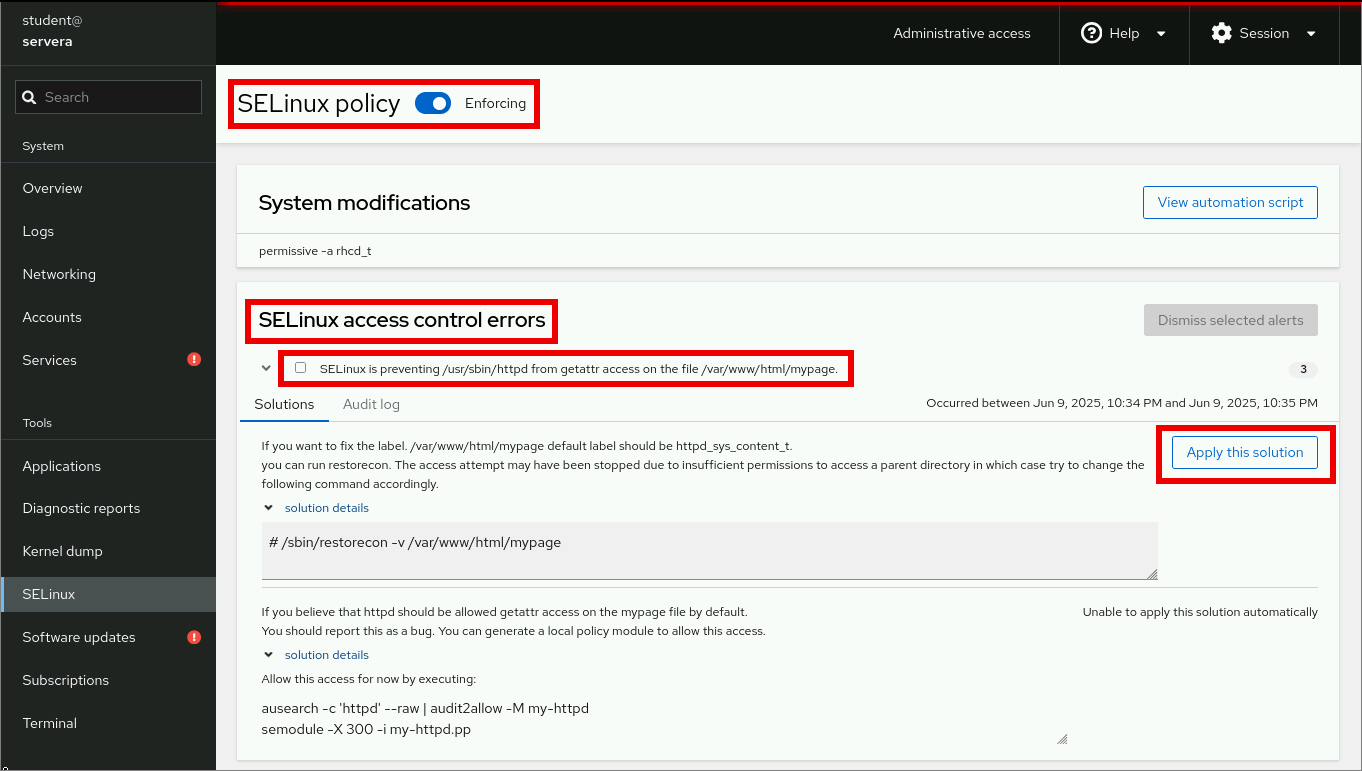 student@
servera
Administrative access
Help
Session
Search
System
Overview
Logs
Networking
Accounts
Services
Tools
Applications
Diagnostic reports
Kernel dump
SELinux
Software updates
Subscriptions
Terminal
SELinux policy
Enforcing
System modifications
View automation script
permissive -a rhcd_t
SELinux access control errors
Dismiss selected alerts
SELinux is preventing /usr/sbin/httpd from getattr access on the file /var/www/html/mypage.
3
Solutions
Audit log
Occurred between Jun 9, 2025, 10:34 PM and Jun 9, 2025, 10:35 PM
If you want to fix the label. /var/www/html/mypage default label should be httpd_sys_content_t.
you can run restorecon. The access attempt may have been stopped due to insufficient permissions to access a parent directory in which case try to change the
following command accordingly.
Apply this solution
solution details
# /sbin/restorecon -v /var/www/html/mypage
If you believe that httpd should be allowed getattr access on the mypage file by default.
You should report this as a bug. You can generate a local policy module to allow this access.
Unable to apply this solution automatically
solution details
Allow this access for now by executing:
ausearch -c 'httpd' --raw | audit2allow -M my-httpd
semodule -X 300 -i my-httpd.pp